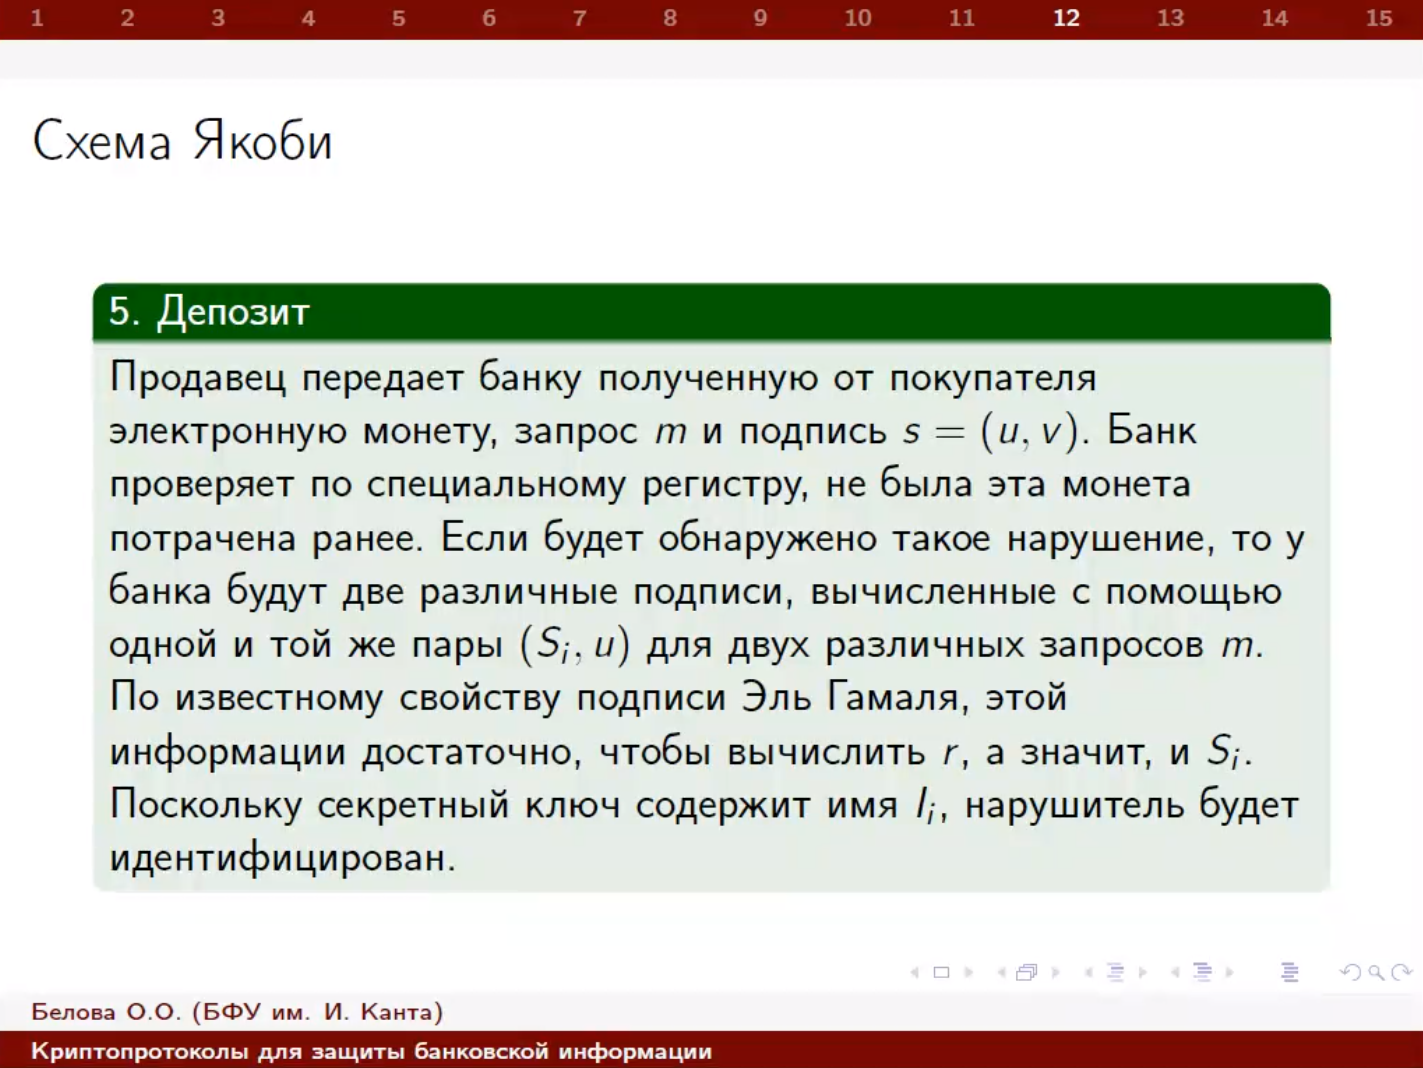 1 2 3 4 5 6 7 8 9 10 11 12 13 14 15
Схема Якоби
5. Депозит
Продавец передает банку полученную от покупателя
электронную монету, запрос m и подпись s = (u, v). Банк
проверяет по специальному регистру, не была эта монета
потрачена ранее. Если будет обнаружено такое нарушение, то у
банка будут две различные подписи, вычисленные с помощью
одной и той же пары (Sᵢ, u) для двух различных запросов m.
По известному свойству подписи Эль Гамаля, этой
информации достаточно, чтобы вычислить r, а значит, и Sᵢ.
Поскольку секретный ключ содержит имя Iᵢ, нарушитель будет
идентифицирован.
Белова О.О. (БФУ им. И. Канта)
Криптопротоколы для защиты банковской информации